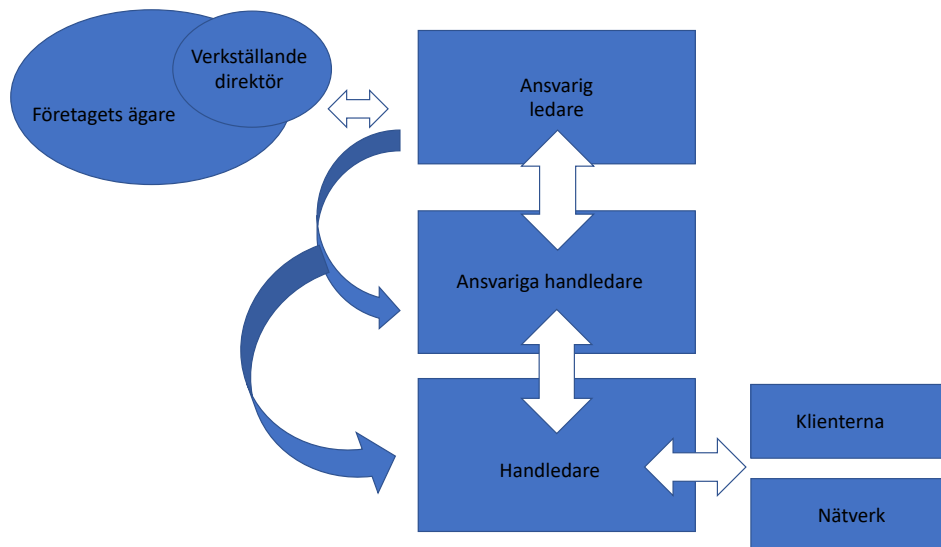 Verkställande
direktör
Företagets ägare
Ansvarig
ledare
Ansvariga handledare
Handledare
Klienterna
Nätverk